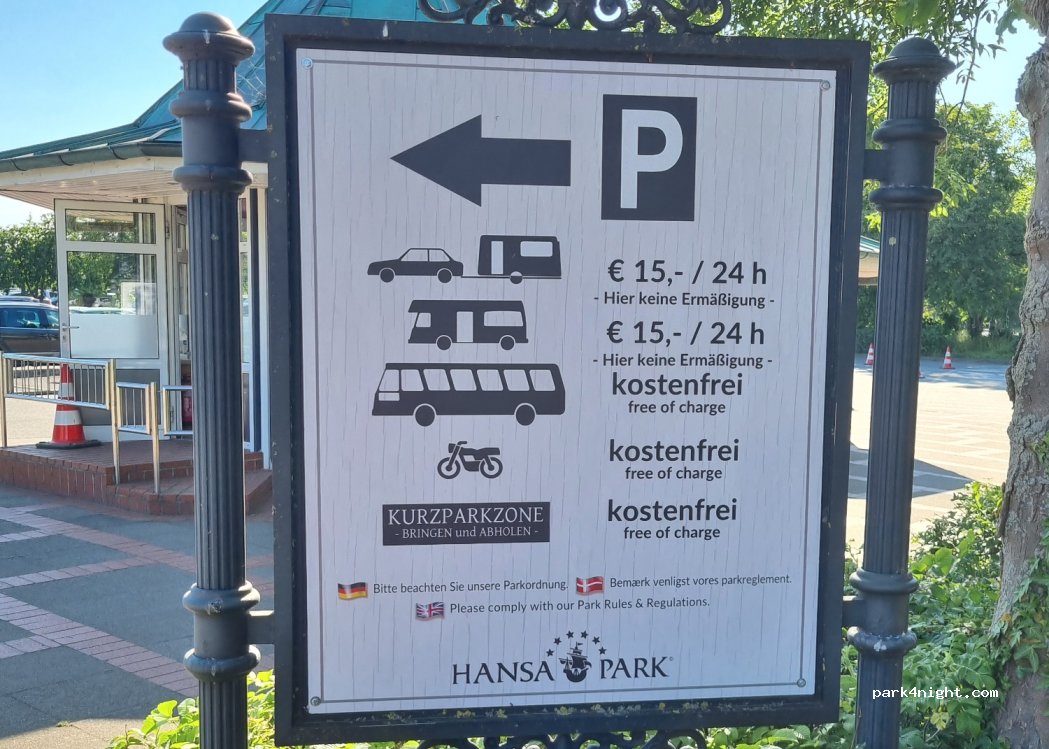 P
€ 15,- / 24 h
- Hier keine Ermäßigung -
€ 15,- / 24 h
- Hier keine Ermäßigung -
kostenfrei
free of charge
kostenfrei
free of charge
KURZPARKZONE
- BRINGEN und ABHOLEN -
kostenfrei
free of charge
Bitte beachten Sie unsere Parkordnung. Bemærk venligst vores parkreglement.
Please comply with our Park Rules & Regulations.
HANSA PARK®
park4night.com